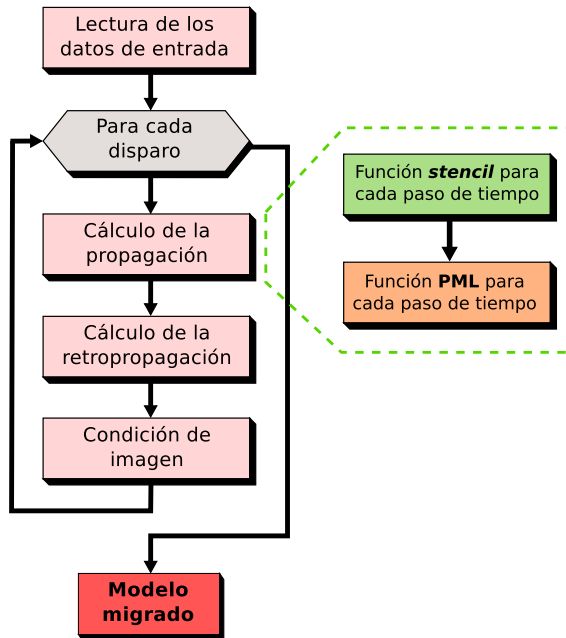 Lectura de los
datos de entrada
Para cada
disparo
Cálculo de la
propagación
Cálculo de la
retropropagación
Condición de
imagen
Modelo
migrado
Función stencil para
cada paso de tiempo
Función PML para
cada paso de tiempo